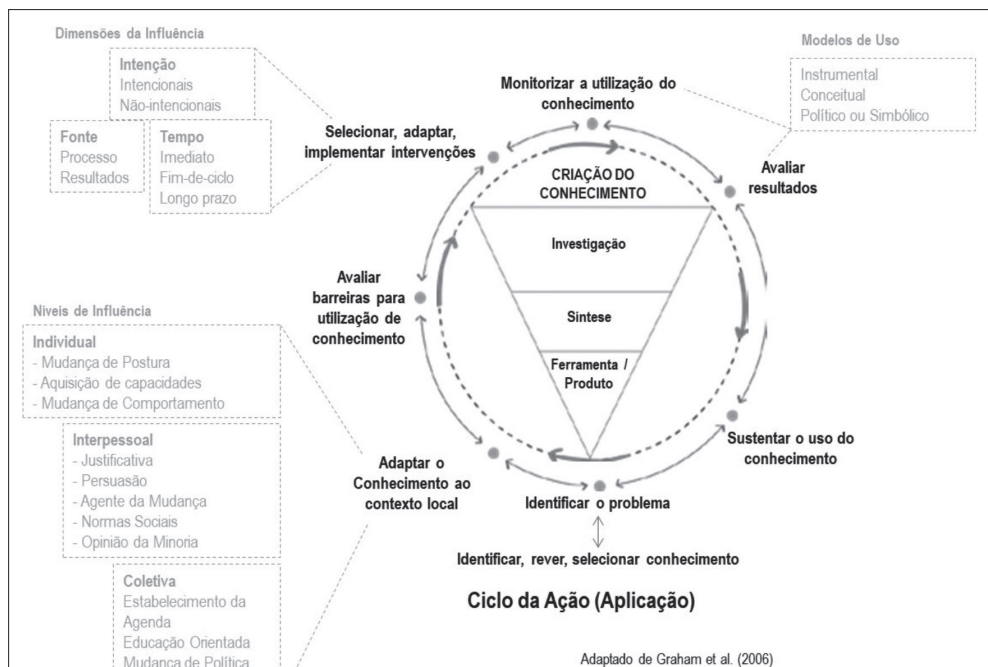 Dimensões da Influência
Intenção
Intencionais
Não-intencionais
Fonte
Processo
Resultados
Tempo
Imediato
Fim-de-ciclo
Longo prazo
Modelos de Uso
Instrumental
Conceitual
Político ou Simbólico
Monitorizar a utilização do
conhecimento
Selecionar, adaptar,
implementar intervenções
Avaliar
resultados
CRIAÇÃO DO
CONHECIMENTO
Investigação
Sintese
Ferramenta /
Produto
Avaliar
barreiras para
utilização de
conhecimento
Niveis de Influência
Individual
- Mudança de Postura
- Aquisição de capacidades
- Mudança de Comportamento
Interpessoal
- Justificativa
- Persuasão
- Agente da Mudança
- Normas Sociais
- Opinião da Minoria
Coletiva
Estabelecimento da
Agenda
Educação Orientada
Mudança de Política
Adaptar o
Conhecimento ao
contexto local
Sustentar o uso do
conhecimento
Identificar o problema
Identificar, rever, selecionar conhecimento
Ciclo da Ação (Aplicação)
Adaptado de Graham et al. (2006)